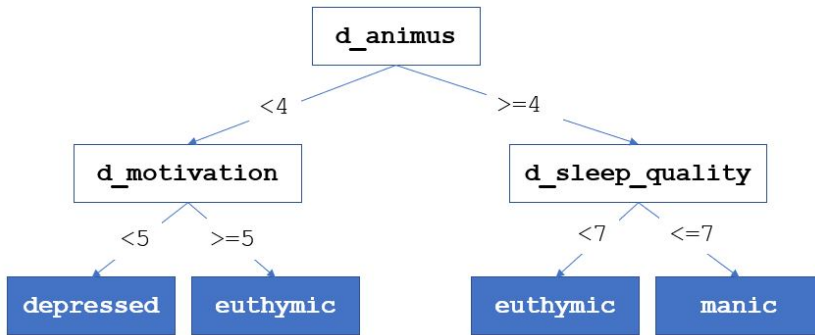 d_animus
<4
>=4
d_motivation
d_sleep_quality
<5
>=5
<7
<=7
depressed
euthymic
euthymic
manic